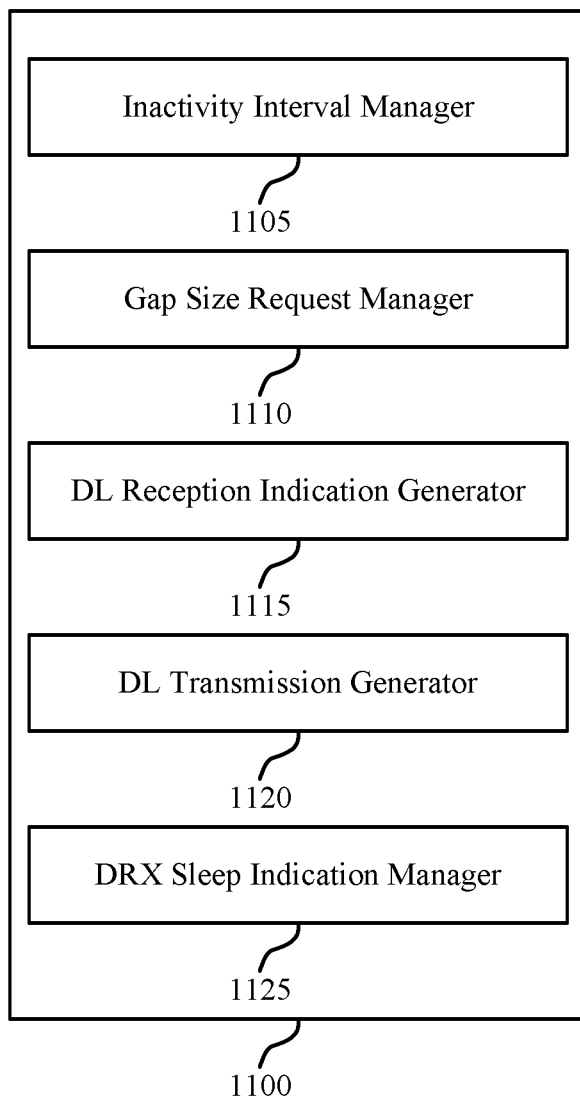 Inactivity Interval Manager
1105
Gap Size Request Manager
1110
DL Reception Indication Generator
1115
DL Transmission Generator
1120
DRX Sleep Indication Manager
1125
1100